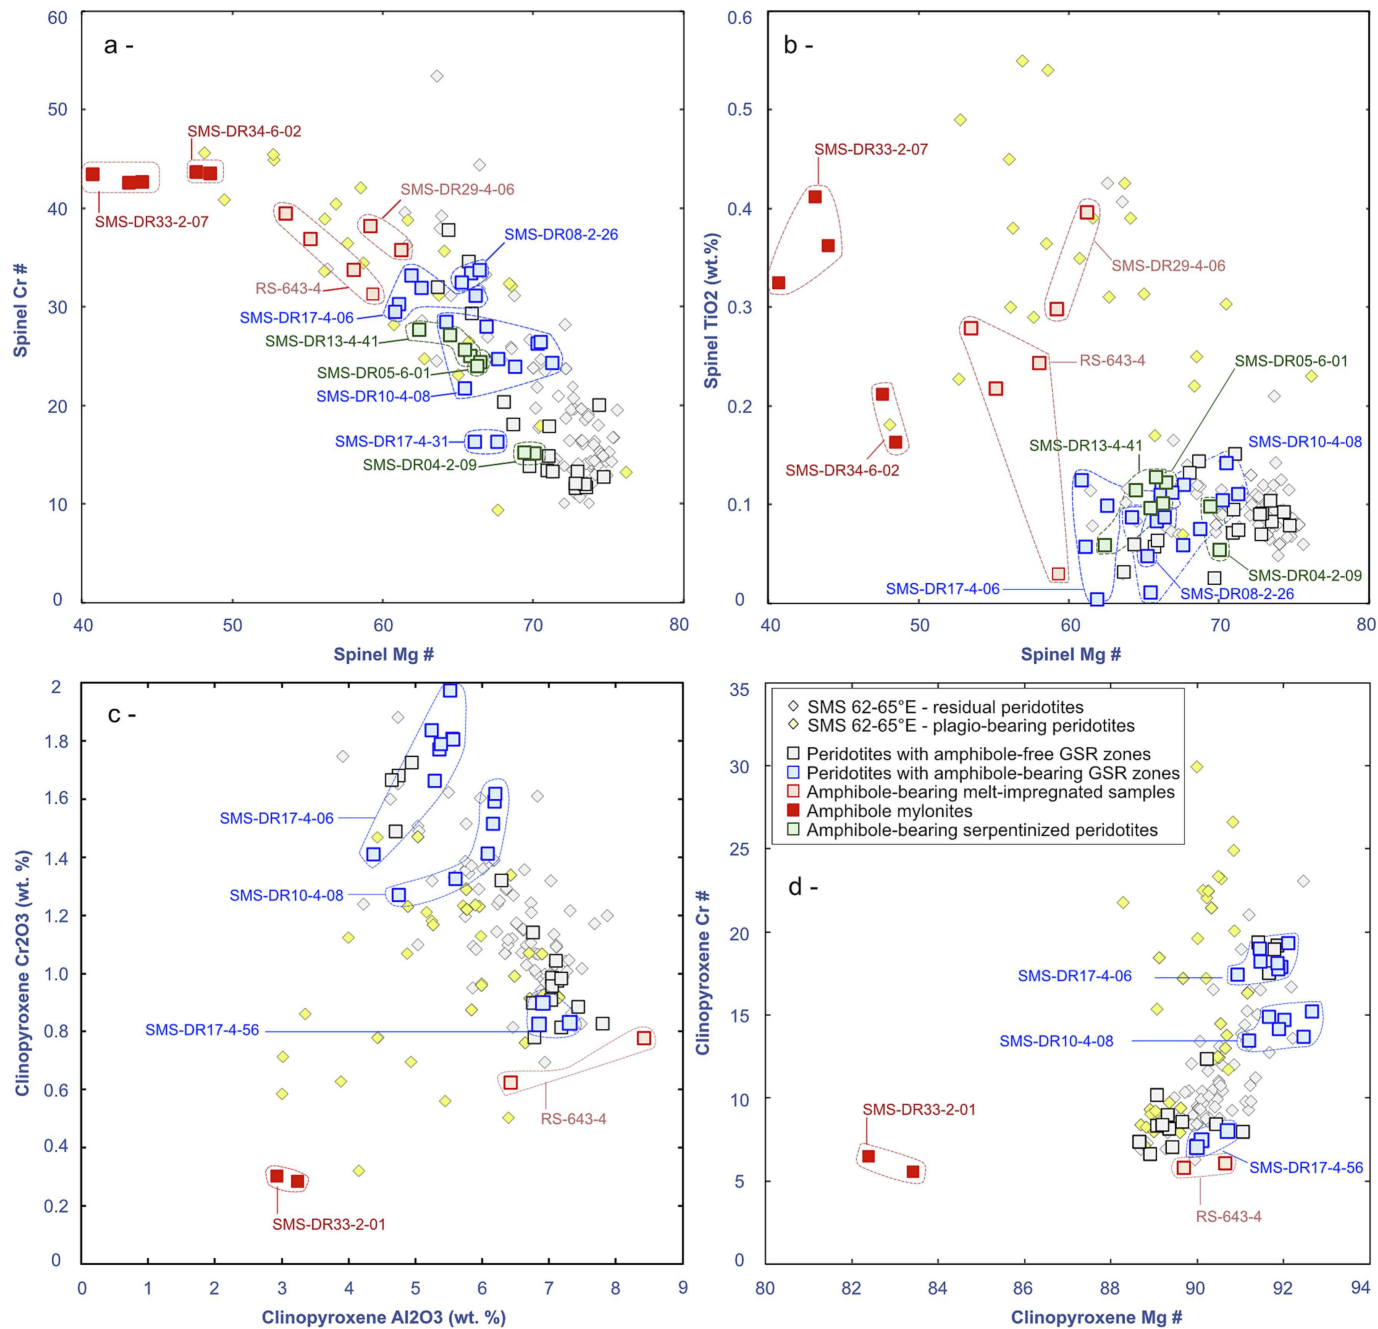 a -
60
50
40
30
20
10
0
Spinel Cr #
SMS-DR34-6-02
SMS-DR33-2-07
SMS-DR29-4-06
RS-643-4
SMS-DR08-2-26
SMS-DR17-4-06
SMS-DR13-4-41
SMS-DR05-6-01
SMS-DR10-4-08
SMS-DR17-4-31
SMS-DR04-2-09
40 50 60 70 80
Spinel Mg #
b -
0.6
0.5
0.4
0.3
0.2
0.1
0
Spinel TiO2 (wt.%)
SMS-DR33-2-07
SMS-DR29-4-06
RS-643-4
SMS-DR05-6-01
SMS-DR13-4-41
SMS-DR10-4-08
SMS-DR34-6-02
SMS-DR04-2-09
SMS-DR17-4-06
SMS-DR08-2-26
40 50 60 70 80
Spinel Mg #
c -
2
1.8
1.6
1.4
1.2
1.0
0.8
0.6
0.4
0.2
0
Clinopyroxene Cr2O3 (wt. %)
SMS-DR17-4-06
SMS-DR10-4-08
SMS-DR17-4-56
RS-643-4
SMS-DR33-2-01
0 1 2 3 4 5 6 7 8 9
Clinopyroxene Al2O3 (wt. %)
35
30
25
20
15
10
5
0
Clinopyroxene Cr #
SMS 62-65°E - residual peridotites
SMS 62-65°E - plagio-bearing peridotites
Peridotites with amphibole-free GSR zones
Peridotites with amphibole-bearing GSR zones
Amphibole-bearing melt-impregnated samples
Amphibole mylonites
Amphibole-bearing serpentinized peridotites
d -
SMS-DR17-4-06
SMS-DR10-4-08
SMS-DR33-2-01
SMS-DR17-4-56
RS-643-4
80 82 84 86 88 90 92 94
Clinopyroxene Mg #